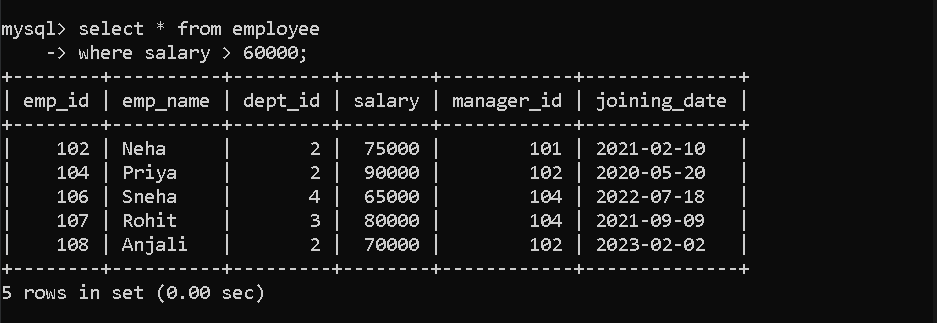 mysql> select * from employee
    -> where salary > 60000;
+--------+----------+---------+--------+------------+--------------+
| emp_id | emp_name | dept_id | salary | manager_id | joining_date |
+--------+----------+---------+--------+------------+--------------+
|    102 | Neha     |       2 |  75000 |        101 | 2021-02-10   |
|    104 | Priya    |       2 |  90000 |        102 | 2020-05-20   |
|    106 | Sneha    |       4 |  65000 |        104 | 2022-07-18   |
|    107 | Rohit    |       3 |  80000 |        104 | 2021-09-09   |
|    108 | Anjali   |       2 |  70000 |        102 | 2023-02-02   |
+--------+----------+---------+--------+------------+--------------+
5 rows in set (0.00 sec)